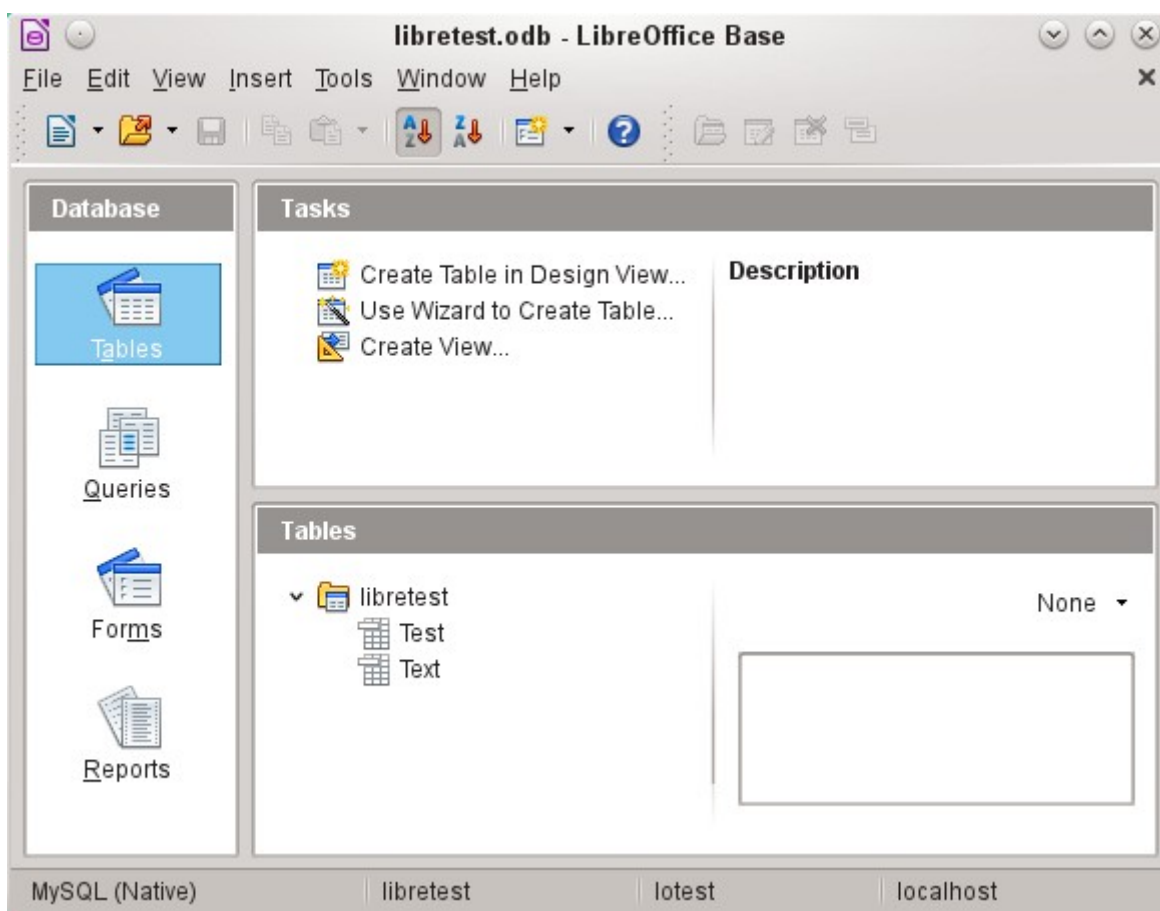 libretest.odb - LibreOffice Base
File Edit View Insert Tools Window Help
Database
Tables
Queries
Forms
Reports
Tasks
Create Table in Design View...
Use Wizard to Create Table...
Create View...
Description
Tables
libretest
Test
Text
None
MySQL (Native) libretest lotest localhost